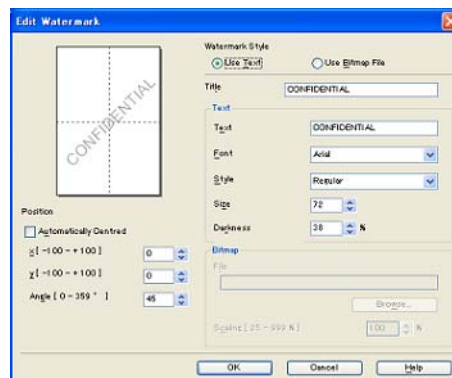 Edit Watermark
CONFIDENTIAL
Position
Automatically Centred
x [ -100 - +100 ] 0
y [ -100 - +100 ] 0
Angle [ 0 - 359 ° ] 45
Watermark Style
Use Text Use Bitmap File
Title CONFIDENTIAL
Text
Text CONFIDENTIAL
Font Arial
Style Regular
Size 72
Darkness 38 %
Bitmap
File
Browse...
Scaling [ 25 - 999 % ] 100 %
OK Cancel Help